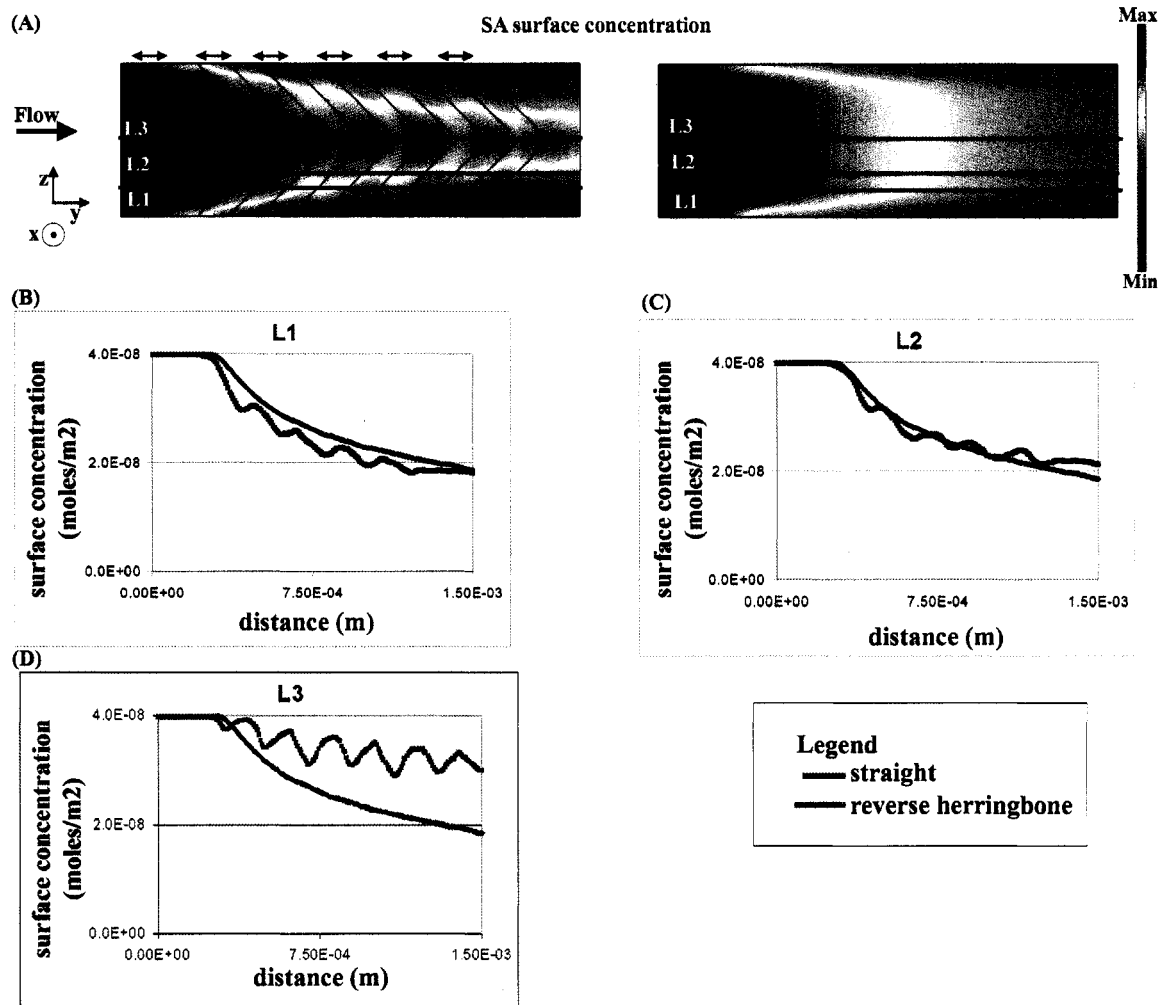 (A)
SA surface concentration
Max
Flow
L3
L2
L1
z
y
x
L3
L2
L1
Min
(B)
L1
surface concentration
(moles/m2)
4.0E-08
2.0E-08
0.0E+00
0.00E+00 7.50E-04 1.50E-03
distance (m)
(C)
L2
surface concentration
(moles/m2)
4.0E-08
2.0E-08
0.0E+00
0.00E+00 7.50E-04 1.50E-03
distance (m)
(D)
L3
surface concentration
(moles/m2)
4.0E-08
2.0E-08
0.0E+00
0.00E+00 7.50E-04 1.50E-03
distance (m)
Legend
straight
reverse herringbone